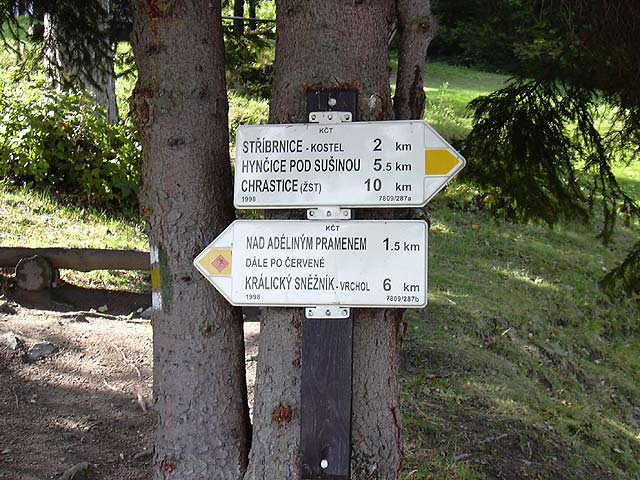 KČT
STŘÍBRNICE - KOSTEL 2 km
HYNČICE POD SUŠINOU 5.5 km
CHRASTICE (ŽST) 10 km
1998 7809/287a
KČT
NAD ADÉLINÝM PRAMENEM 1.5 km
DÁLE PO ČERVENÉ
KRÁLICKÝ SNĚŽNÍK - VRCHOL 6 km
1998 7809/287b